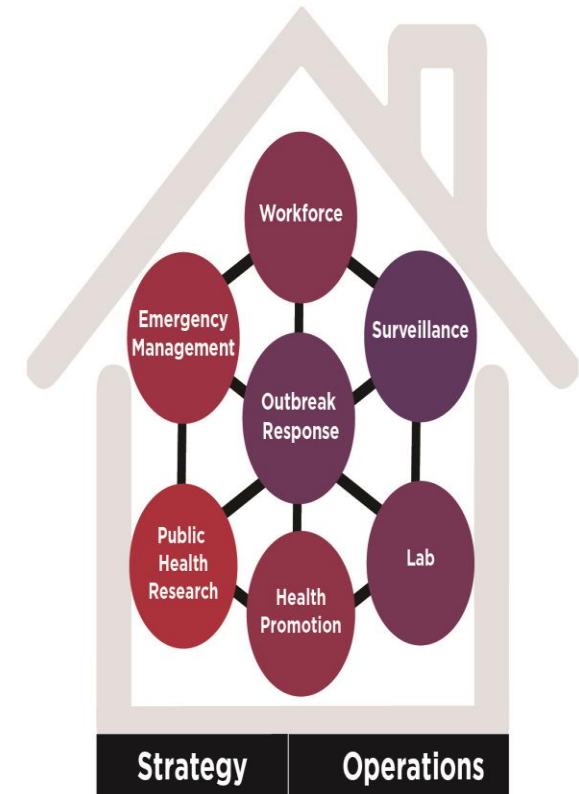 Workforce
Emergency
Management
Surveillance
Outbreak
Response
Public
Health
Research
Lab
Health
Promotion
Strategy
Operations